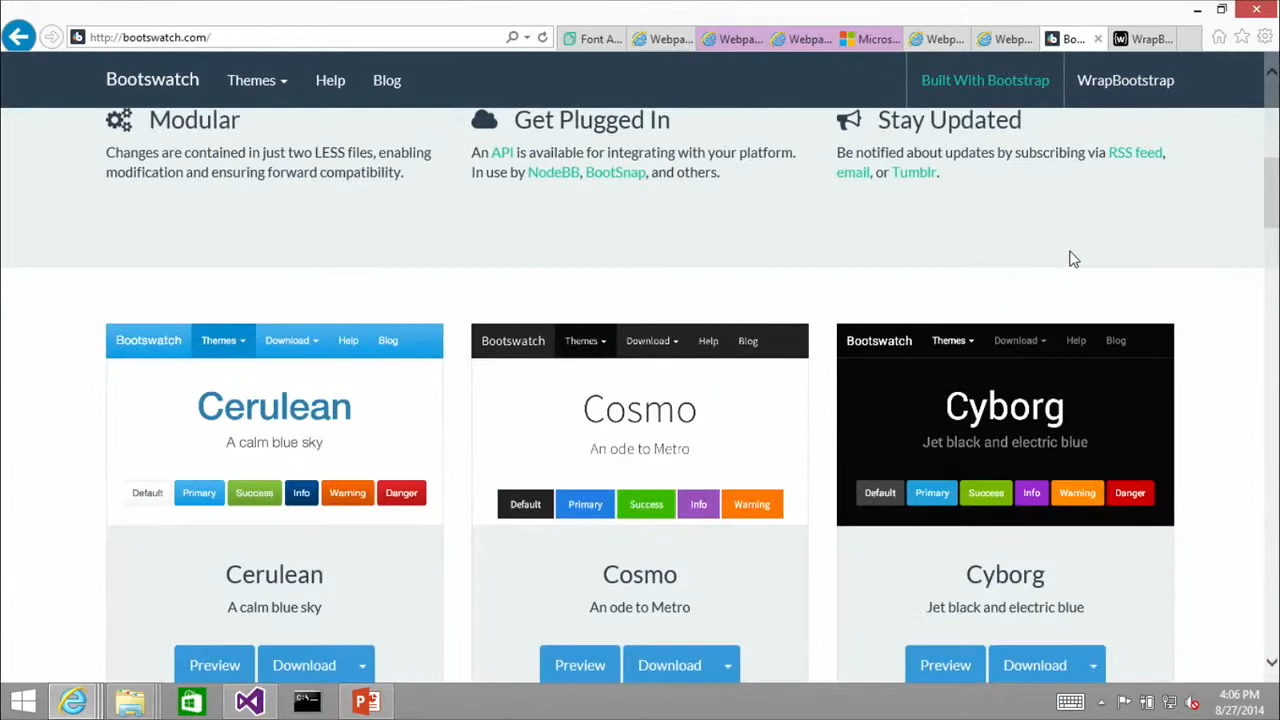 http://bootswatch.com/
Font A...
Webpa...
Webpa...
Webpa...
Micros...
Webp...
Webp...
Bo...
WrapB...
Bootswatch
Themes
Help
Blog
Built With Bootstrap
WrapBootstrap
Modular
Changes are contained in just two LESS files, enabling
modification and ensuring forward compatibility.
Get Plugged In
An API is available for integrating with your platform.
In use by NodeBB, BootSnap, and others.
Stay Updated
Be notified about updates by subscribing via RSS feed,
email, or Tumblr.
Bootswatch Themes Download Help Blog
Cerulean
A calm blue sky
Default Primary Success Info Warning Danger
Cerulean
A calm blue sky
Preview Download
Bootswatch Themes Download Help Blog
Cosmo
An ode to Metro
Default Primary Success Info Warning
Cosmo
An ode to Metro
Preview Download
Bootswatch Themes Download Help Blog
Cyborg
Jet black and electric blue
Default Primary Success Info Warning Danger
Cyborg
Jet black and electric blue
Preview Download
4:06 PM
8/27/2014